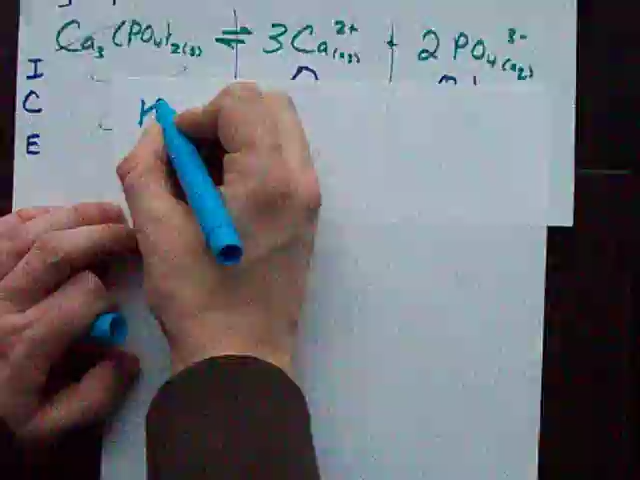 Ca₃(PO₄)₂(s) ⇌ 3Ca²⁺(aq) + 2PO₄³⁻(aq)
I
C
E